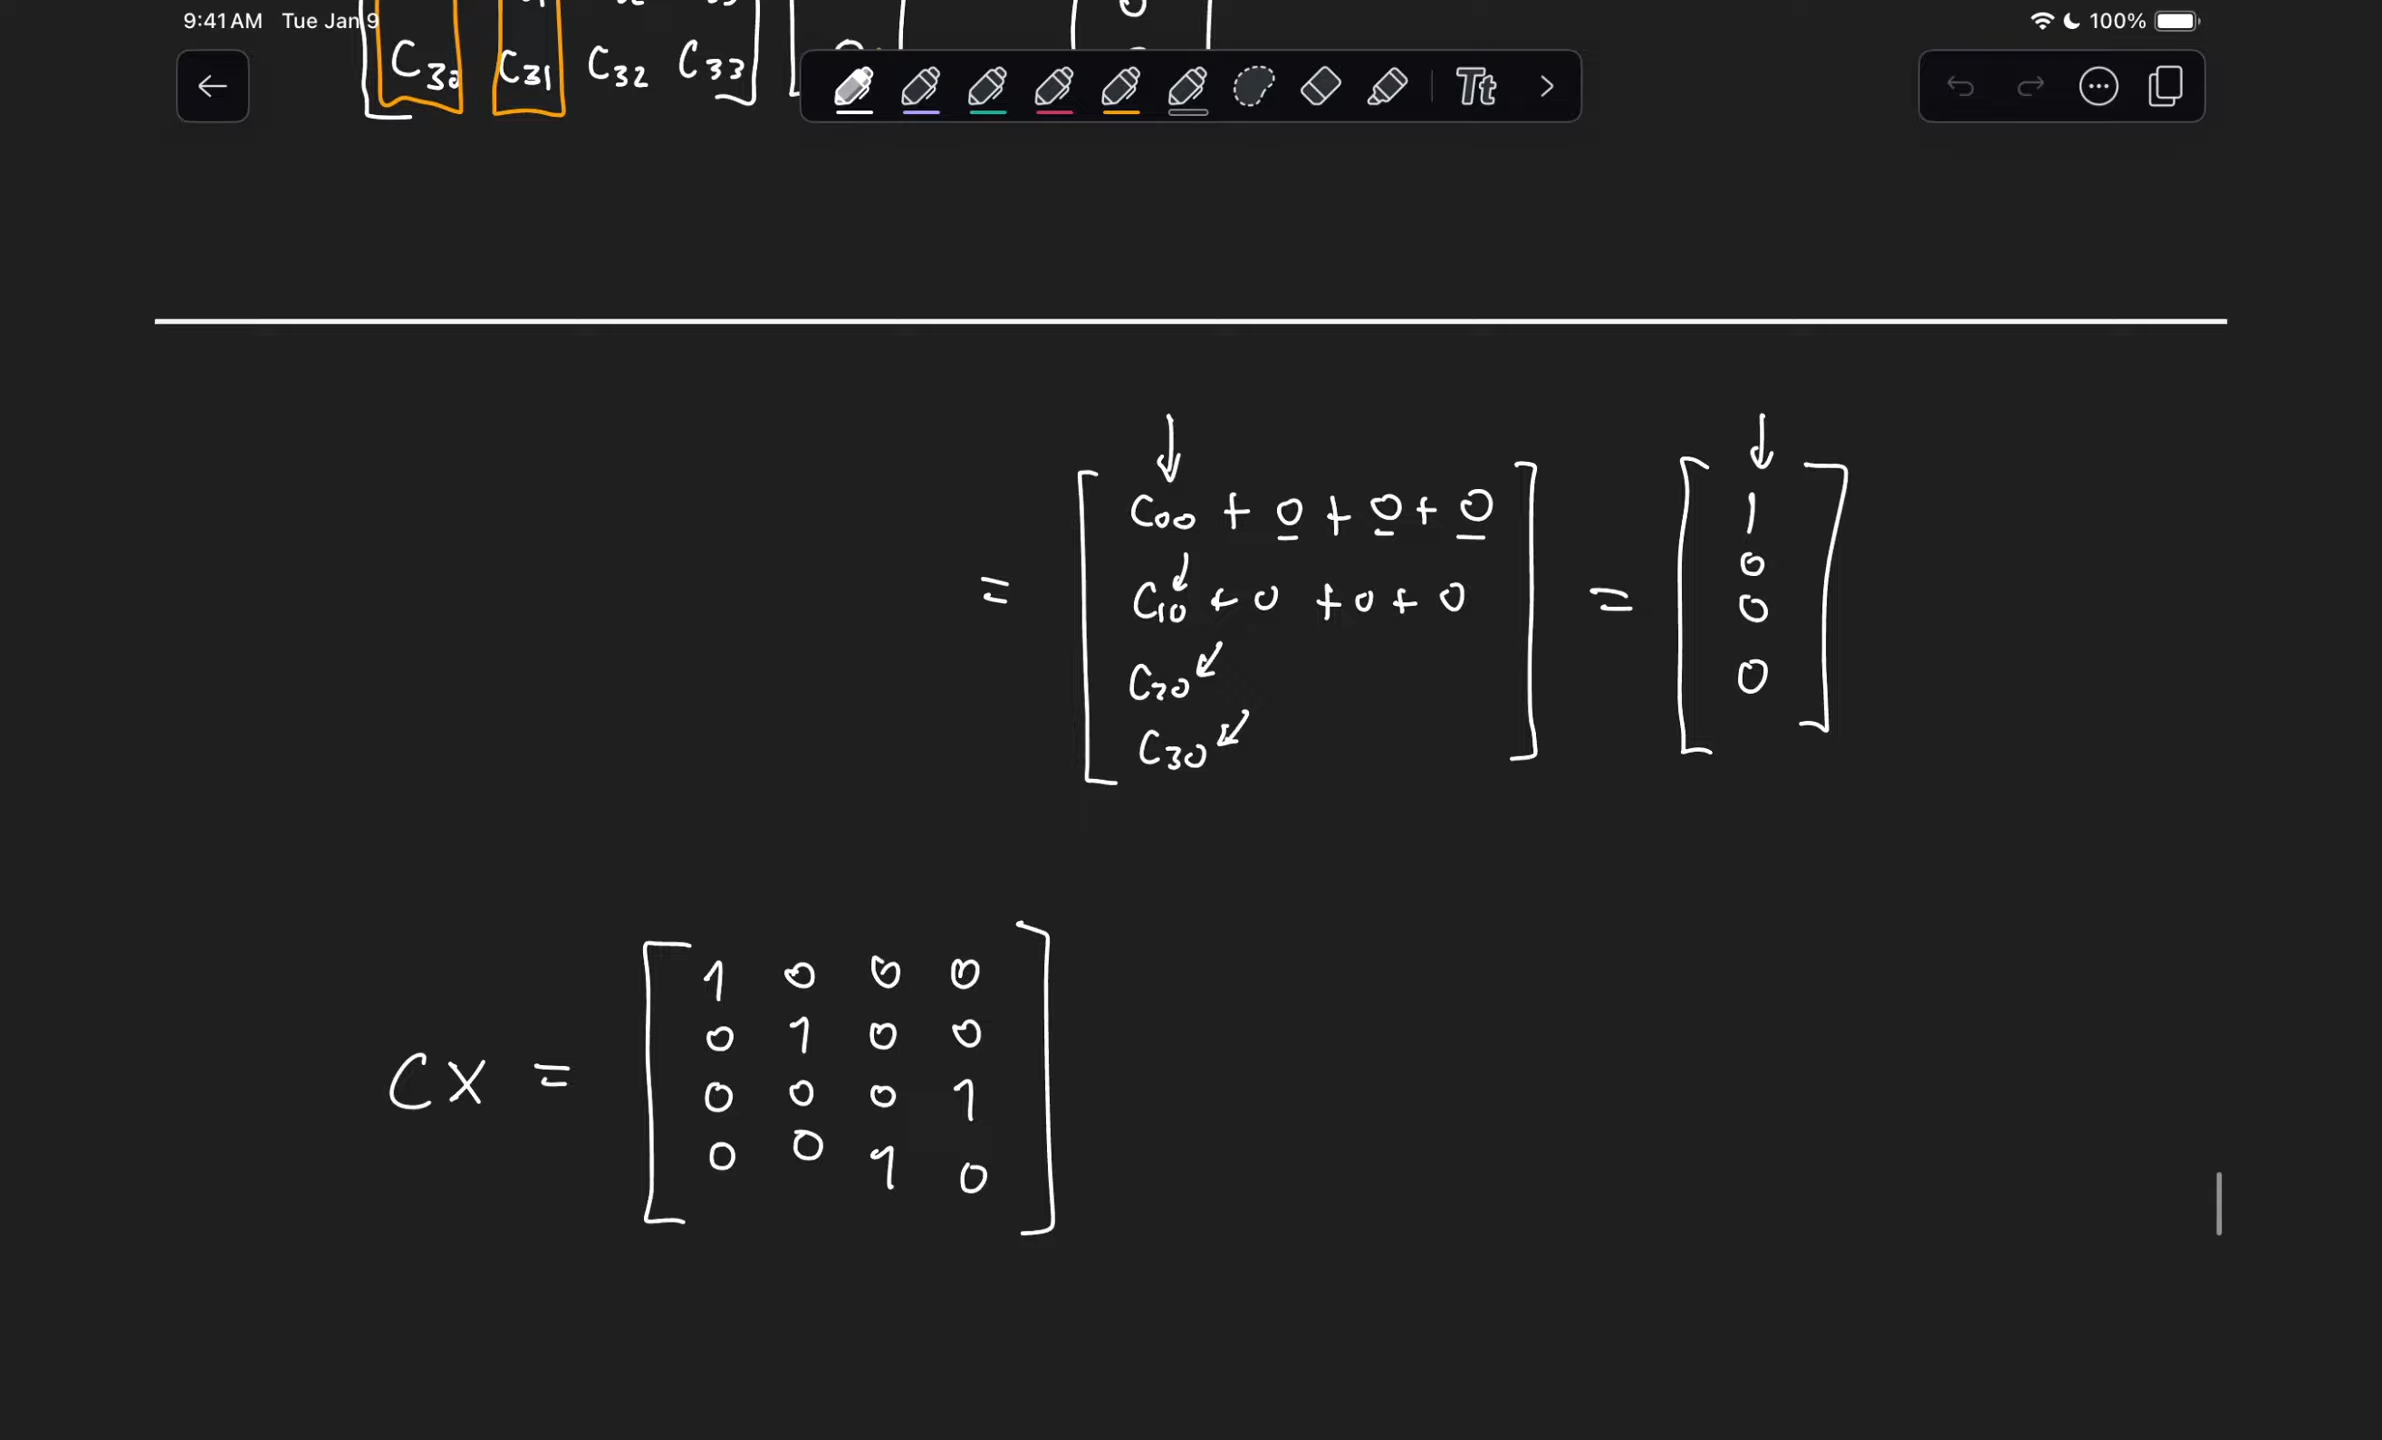 9:41 AM Tue Jan 9 100%
C30 C31 C32 C33
Tt
C00 + 0 + 0 + 0
C10 + 0 + 0 + 0
C20
C30
=
=
1
0
0
0
CX =
1 0 0 0
0 1 0 0
0 0 0 1
0 0 1 0